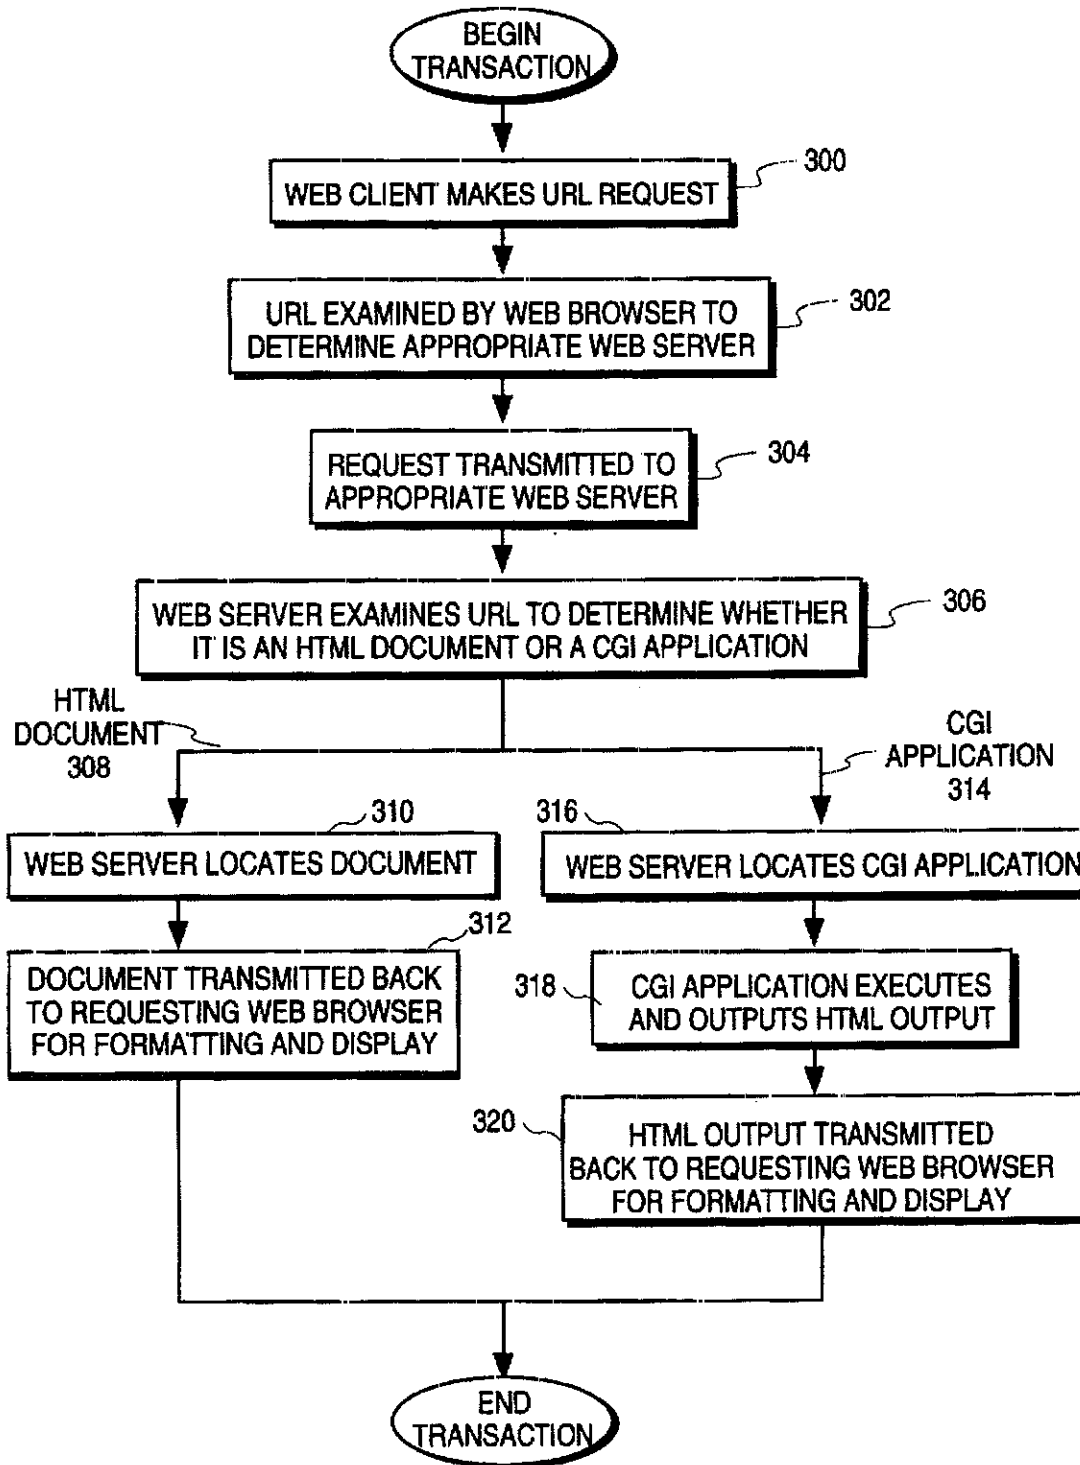 BEGIN
TRANSACTION
300
WEB CLIENT MAKES URL REQUEST
302
URL EXAMINED BY WEB BROWSER TO
DETERMINE APPROPRIATE WEB SERVER
304
REQUEST TRANSMITTED TO
APPROPRIATE WEB SERVER
306
WEB SERVER EXAMINES URL TO DETERMINE WHETHER
IT IS AN HTML DOCUMENT OR A CGI APPLICATION
HTML
DOCUMENT
308
CGI
APPLICATION
314
310
WEB SERVER LOCATES DOCUMENT
312
DOCUMENT TRANSMITTED BACK
TO REQUESTING WEB BROWSER
FOR FORMATTING AND DISPLAY
316
WEB SERVER LOCATES CGI APPLICATION
318
CGI APPLICATION EXECUTES
AND OUTPUTS HTML OUTPUT
320
HTML OUTPUT TRANSMITTED
BACK TO REQUESTING WEB BROWSER
FOR FORMATTING AND DISPLAY
END
TRANSACTION